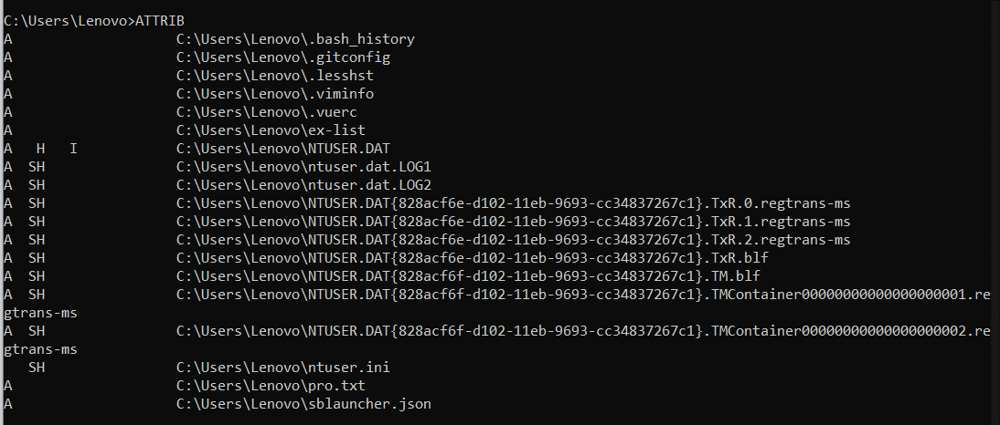 C:\Users\Lenovo>ATTRIB
A                    C:\Users\Lenovo\.bash_history
A                    C:\Users\Lenovo\.gitconfig
A                    C:\Users\Lenovo\.lesshst
A                    C:\Users\Lenovo\.viminfo
A                    C:\Users\Lenovo\.vuerc
A                    C:\Users\Lenovo\ex-list
A   H   I            C:\Users\Lenovo\NTUSER.DAT
A  SH                C:\Users\Lenovo\ntuser.dat.LOG1
A  SH                C:\Users\Lenovo\ntuser.dat.LOG2
A  SH                C:\Users\Lenovo\NTUSER.DAT{828acf6e-d102-11eb-9693-cc34837267c1}.TxR.0.regtrans-ms
A  SH                C:\Users\Lenovo\NTUSER.DAT{828acf6e-d102-11eb-9693-cc34837267c1}.TxR.1.regtrans-ms
A  SH                C:\Users\Lenovo\NTUSER.DAT{828acf6e-d102-11eb-9693-cc34837267c1}.TxR.2.regtrans-ms
A  SH                C:\Users\Lenovo\NTUSER.DAT{828acf6e-d102-11eb-9693-cc34837267c1}.TxR.blf
A  SH                C:\Users\Lenovo\NTUSER.DAT{828acf6f-d102-11eb-9693-cc34837267c1}.TM.blf
A  SH                C:\Users\Lenovo\NTUSER.DAT{828acf6f-d102-11eb-9693-cc34837267c1}.TMContainer00000000000000000001.re
gtrans-ms
A  SH                C:\Users\Lenovo\NTUSER.DAT{828acf6f-d102-11eb-9693-cc34837267c1}.TMContainer00000000000000000002.re
gtrans-ms
   SH                C:\Users\Lenovo\ntuser.ini
A                    C:\Users\Lenovo\pro.txt
A                    C:\Users\Lenovo\sblauncher.json